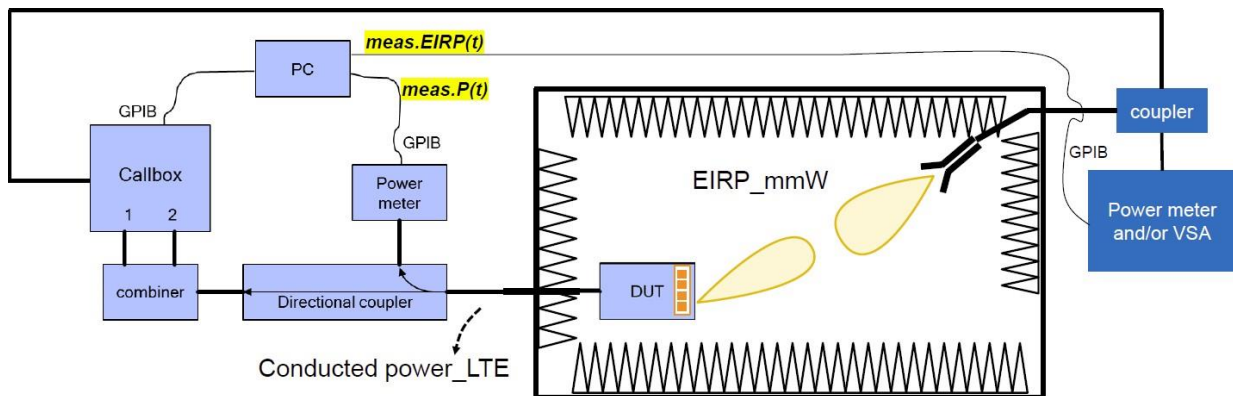 meas.EIRP(t)
PC
meas.P(t)
GPIB
coupler
GPIB
GPIB
Callbox
1 2
Power
meter
EIRP_mmW
Power meter
and/or VSA
combiner
Directional coupler
DUT
Conducted power_LTE